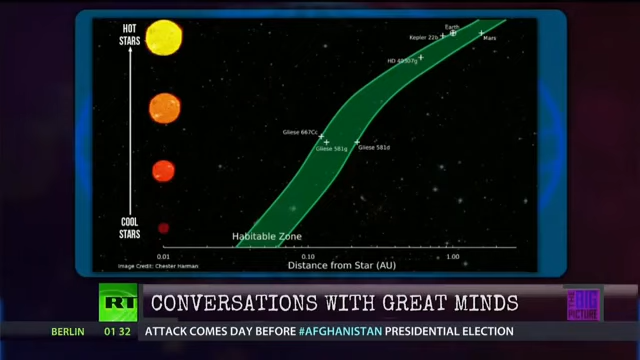 HOT
STARS
Earth
Kepler 22b
Mars
HD 40307g
Gliese 667Cc
Gliese 581g
Gliese 581d
COOL
STARS
Habitable Zone
0.01
0.10
1.00
Distance from Star (AU)
Image Credit: Chester Harman
RT
CONVERSATIONS WITH GREAT MINDS
THE
BIG
PICTURE
BERLIN 01 32 ATTACK COMES DAY BEFORE #AFGHANISTAN PRESIDENTIAL ELECTION